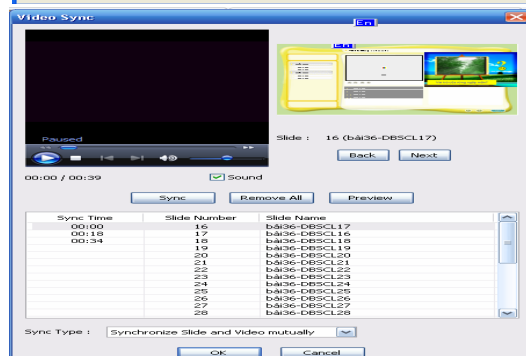 Video Sync
En
En
Paused
Slide : 16 (bài36-DBSCL17)
Back Next
00:00 / 00:39 Sound
Sync Remove All Preview
Sync Time Slide Number Slide Name
00:00 16 bài36-DBSCL17
00:18 17 bài36-DBSCL16
00:34 18 bài36-DBSCL18
19 bài36-DBSCL19
20 bài36-DBSCL20
21 bài36-DBSCL21
22 bài36-DBSCL22
23 bài36-DBSCL23
24 bài36-DBSCL24
25 bài36-DBSCL25
26 bài36-DBSCL26
27 bài36-DBSCL27
28 bài36-DBSCL28
Sync Type : Synchronize Slide and Video mutually
OK Cancel